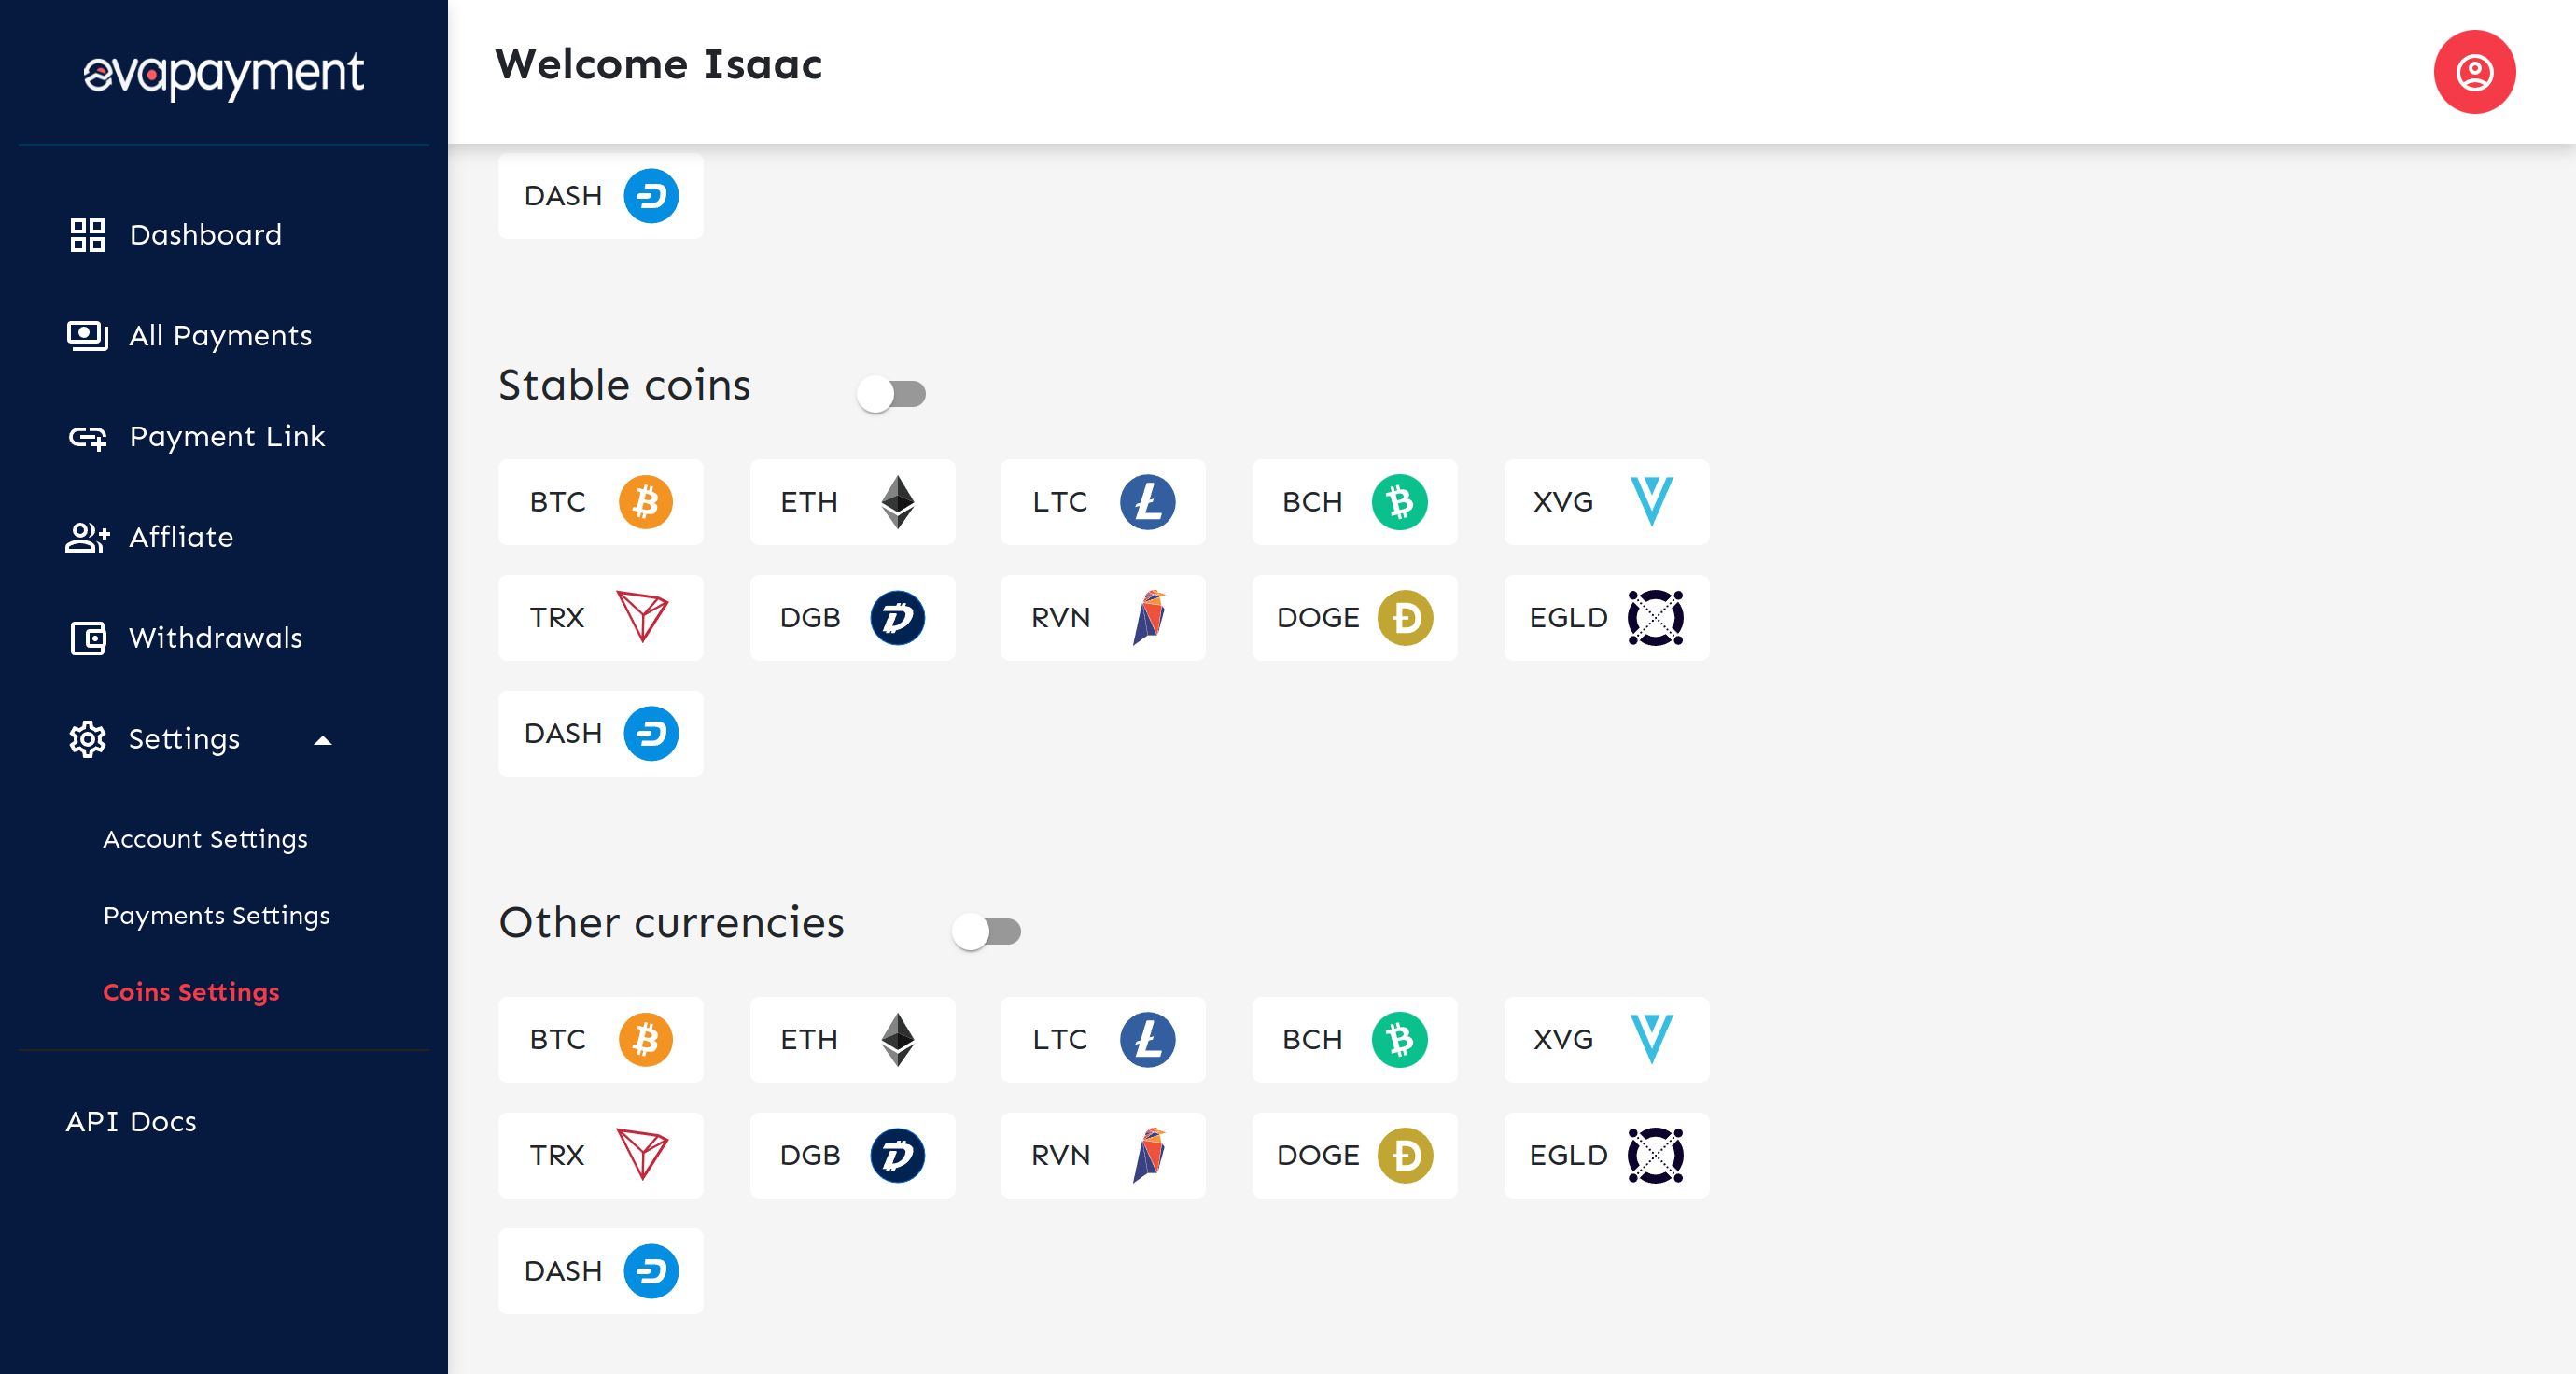 evapayment
Welcome Isaac
Dashboard
All Payments
Payment Link
Affliate
Withdrawals
Settings
Account Settings
Payments Settings
Coins Settings
API Docs
DASH
Stable coins
BTC ETH LTC BCH XVG
TRX DGB RVN DOGE EGLD
DASH
Other currencies
BTC ETH LTC BCH XVG
TRX DGB RVN DOGE EGLD
DASH